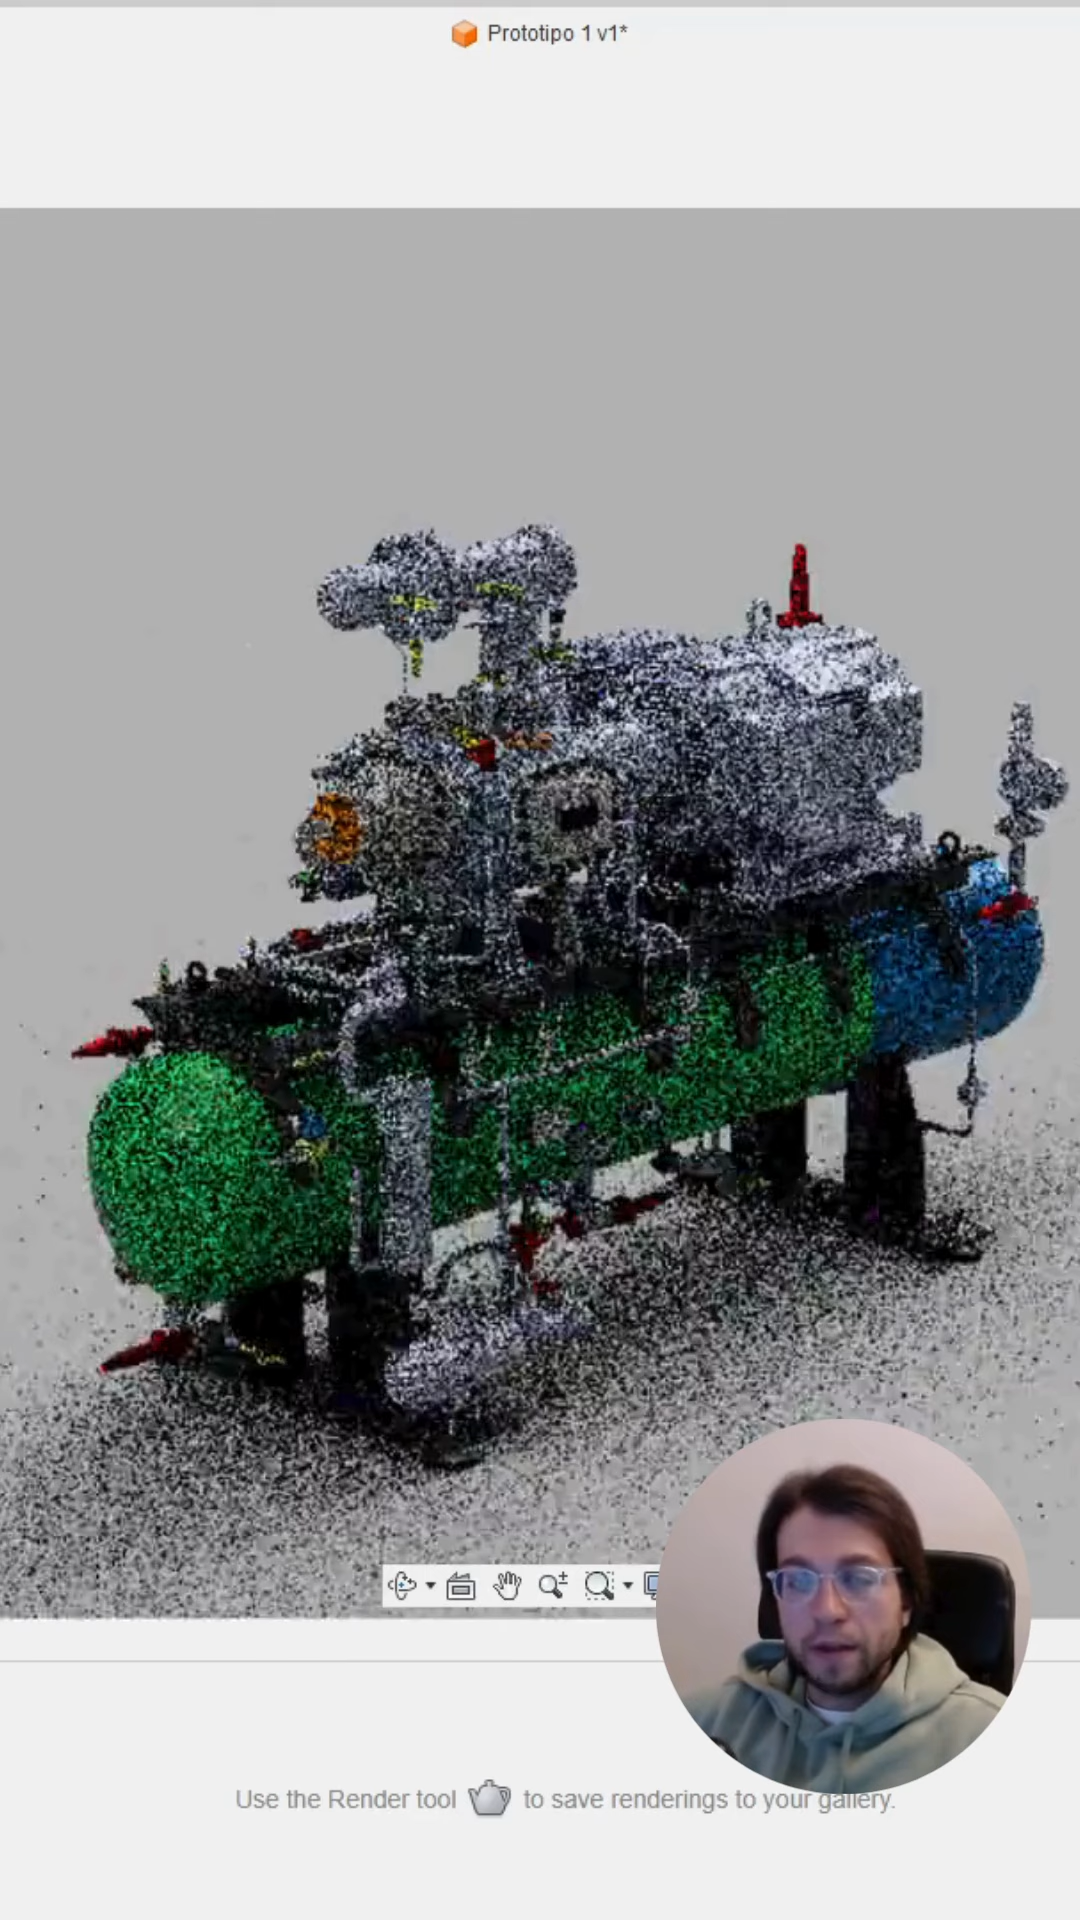 Prototipo 1 v1*
Use the Render tool to save renderings to your gallery.